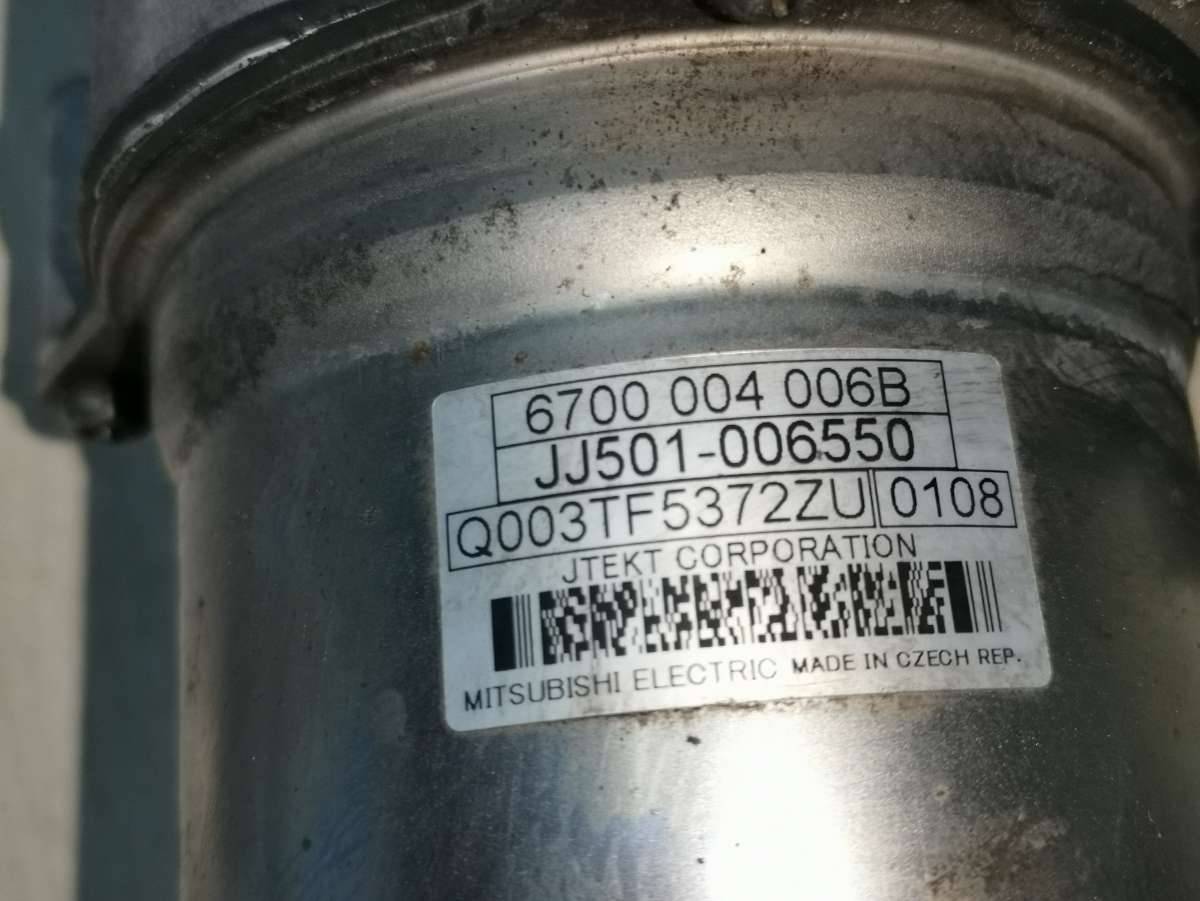 6700 004 006B
JJ501-006550
Q003TF5372ZU 0108
JTEKT CORPORATION
MITSUBISHI ELECTRIC MADE IN CZECH REP.